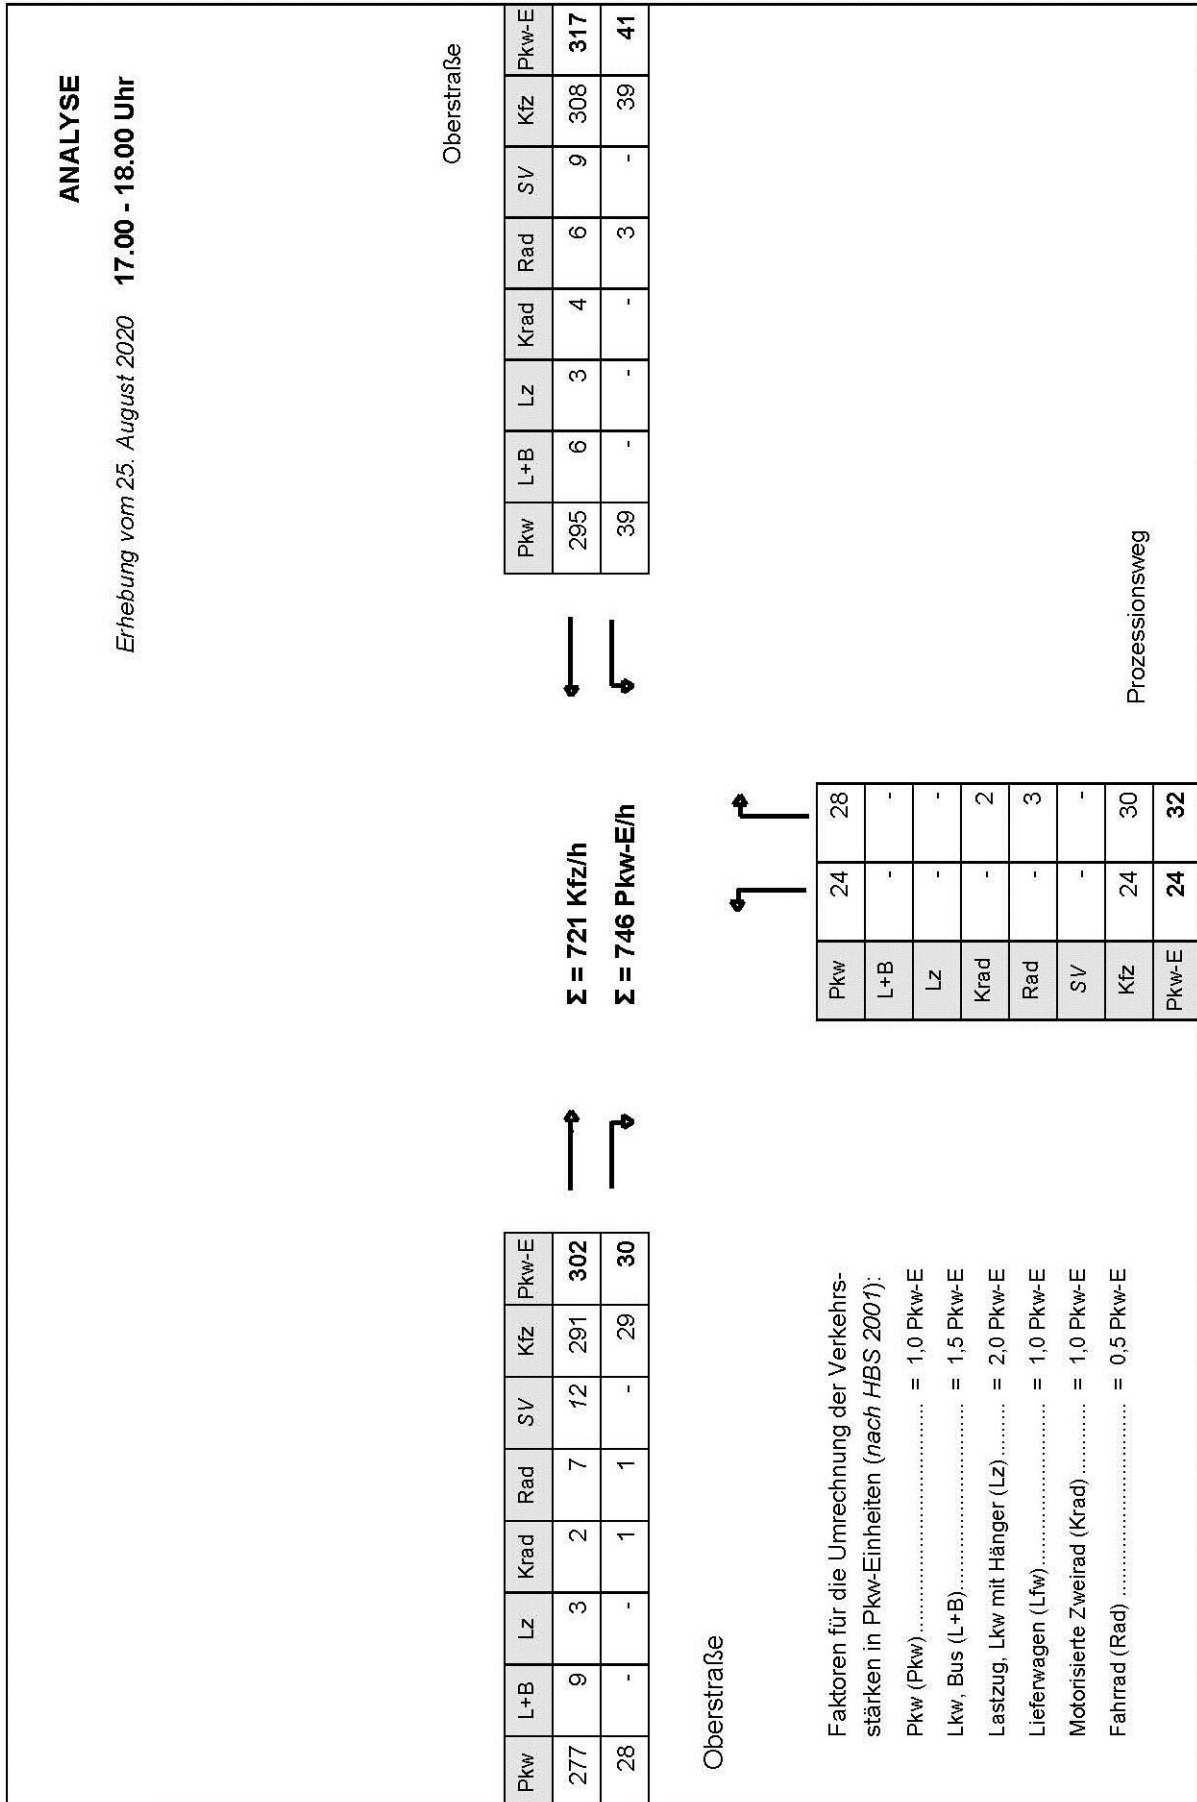 ANALYSE
Erhebung vom 25. August 2020 17.00 - 18.00 Uhr
Oberstraße
Pkw L+B Lz Krad Rad SV Kfz Pkw-E
295 6 3 4 6 9 308 317
39 - - - 3 - 39 41
Σ = 721 Kfz/h
Σ = 746 Pkw-E/h
Pkw L+B Lz Krad Rad SV Kfz Pkw-E
277 9 3 2 7 12 291 302
28 - - 1 1 - 29 30
Oberstraße
Pkw 24 28
L+B - -
Lz - -
Krad - 2
Rad - 3
SV - -
Kfz 24 30
Pkw-E 24 32
Prozessionsweg
Faktoren für die Umrechnung der Verkehrs-
stärken in Pkw-Einheiten (nach HBS 2001):
Pkw (Pkw)........................... = 1,0 Pkw-E
Lkw, Bus (L+B)........................ = 1,5 Pkw-E
Lastzug, Lkw mit Hänger (Lz)......... = 2,0 Pkw-E
Lieferwagen (Lfw)...................... = 1,0 Pkw-E
Motorisierte Zweirad (Krad)............ = 1,0 Pkw-E
Fahrrad (Rad)........................... = 0,5 Pkw-E